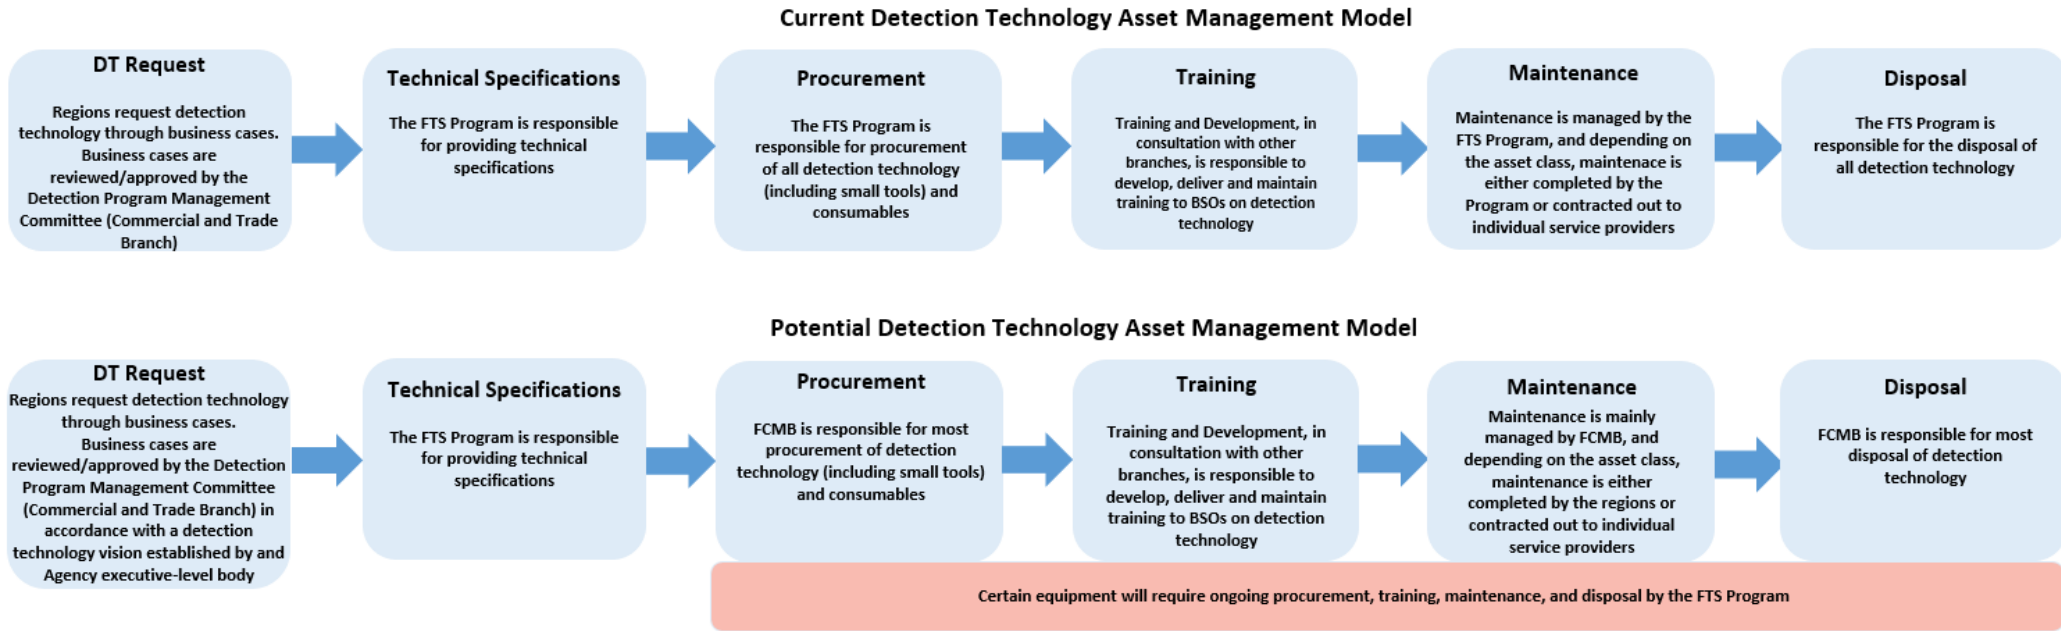 Current Detection Technology Asset Management Model
DT Request
Regions request detection
technology through business cases.
Business cases are
reviewed/approved by the
Detection Program Management
Committee (Commercial and Trade
Branch)
Technical Specifications
The FTS Program is responsible
for providing technical
specifications
Procurement
The FTS Program is
responsible for procurement
of all detection technology
(including small tools) and
consumables
Training
Training and Development, in
consultation with other
branches, is responsible to
develop, deliver and maintain
training to BSOs on detection
technology
Maintenance
Maintenance is managed by the
FTS Program, and depending on
the asset class, maintenace is
either completed by the
Program or contracted out to
individual service providers
Disposal
The FTS Program is
responsible for the disposal of
all detection technology
Potential Detection Technology Asset Management Model
DT Request
Regions request detection technology
through business cases.
Business cases are
reviewed/approved by the Detection
Program Management Committee
(Commercial and Trade Branch) in
accordance with a detection
technology vision established by and
Agency executive-level body
Technical Specifications
The FTS Program is responsible
for providing technical
specifications
Procurement
FCMB is responsible for most
procurement of detection
technology (including small tools)
and consumables
Training
Training and Development, in
consultation with other
branches, is responsible to
develop, deliver and maintain
training to BSOs on detection
technology
Maintenance
Maintenance is mainly
managed by FCMB, and
depending on the asset class,
maintenance is either
completed by the regions or
contracted out to individual
service providers
Disposal
FCMB is responsible for most
disposal of detection
technology
Certain equipment will require ongoing procurement, training, maintenance, and disposal by the FTS Program